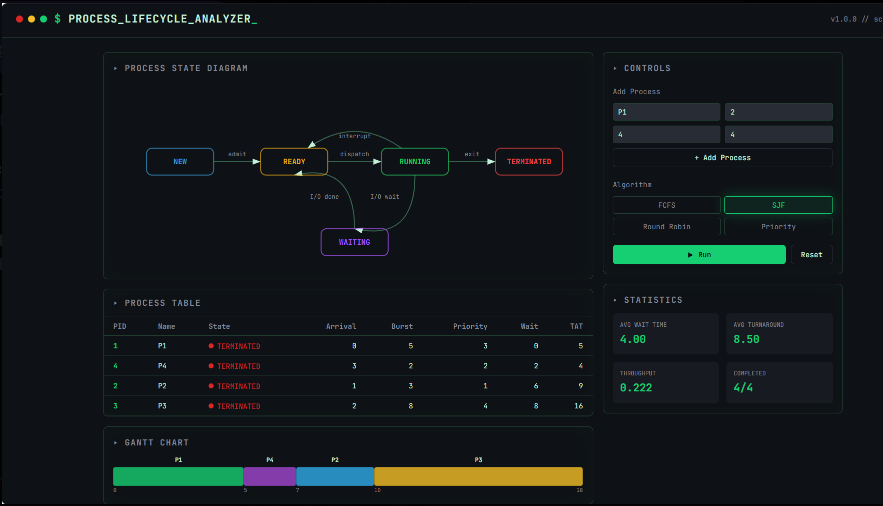 $ PROCESS_LIFECYCLE_ANALYZER_
v1.0.0 // sc
▸ PROCESS STATE DIAGRAM
interrupt
NEW
admit
READY
dispatch
RUNNING
exit
TERMINATED
I/O done
I/O wait
WAITING
▸ PROCESS TABLE
PID Name State Arrival Burst Priority Wait TAT
1 P1 TERMINATED 0 5 3 0 5
4 P4 TERMINATED 3 2 2 2 4
2 P2 TERMINATED 1 3 1 6 9
3 P3 TERMINATED 2 8 4 8 16
▸ GANTT CHART
P1 P4 P2 P3
0 5 7 10 18
▸ CONTROLS
Add Process
P1 2
4 4
+ Add Process
Algorithm
FCFS SJF
Round Robin Priority
▶ Run Reset
▸ STATISTICS
AVG WAIT TIME AVG TURNAROUND
4.00 8.50
THROUGHPUT COMPLETED
0.222 4/4